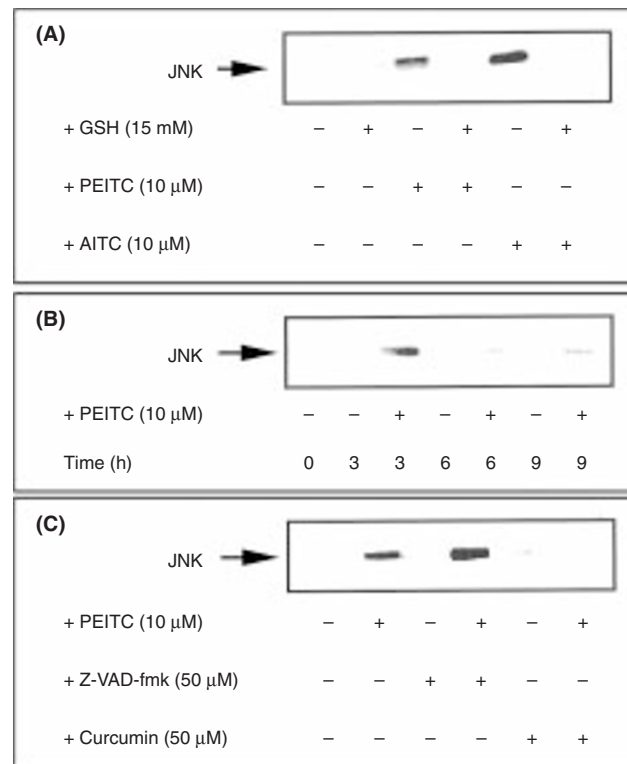 (A)
JNK
+ GSH (15 mM) – + – + – +
+ PEITC (10 μM) – – + + – –
+ AITC (10 μM) – – – – + +
(B)
JNK
+ PEITC (10 μM) – – + – + – +
Time (h) 0 3 3 6 6 9 9
(C)
JNK
+ PEITC (10 μM) – + – + – +
+ Z-VAD-fmk (50 μM) – – + + – –
+ Curcumin (50 μM) – – – – + +